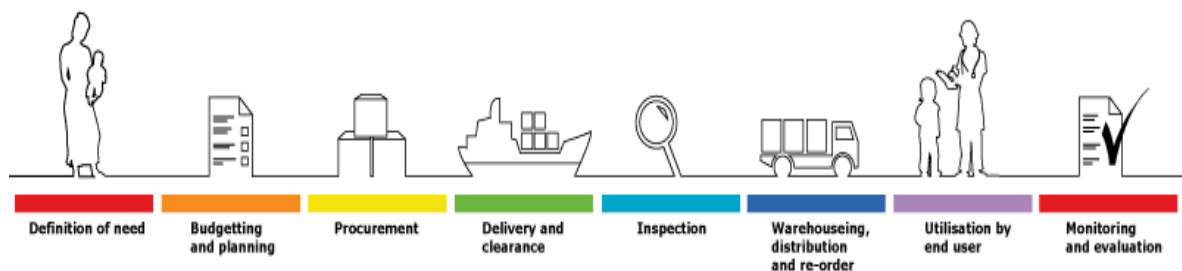 Definition of need
Budgetting
and planning
Procurement
Delivery and
clearance
Inspection
Warehouseing,
distribution
and re-order
Utilisation by
end user
Monitoring
and evaluation